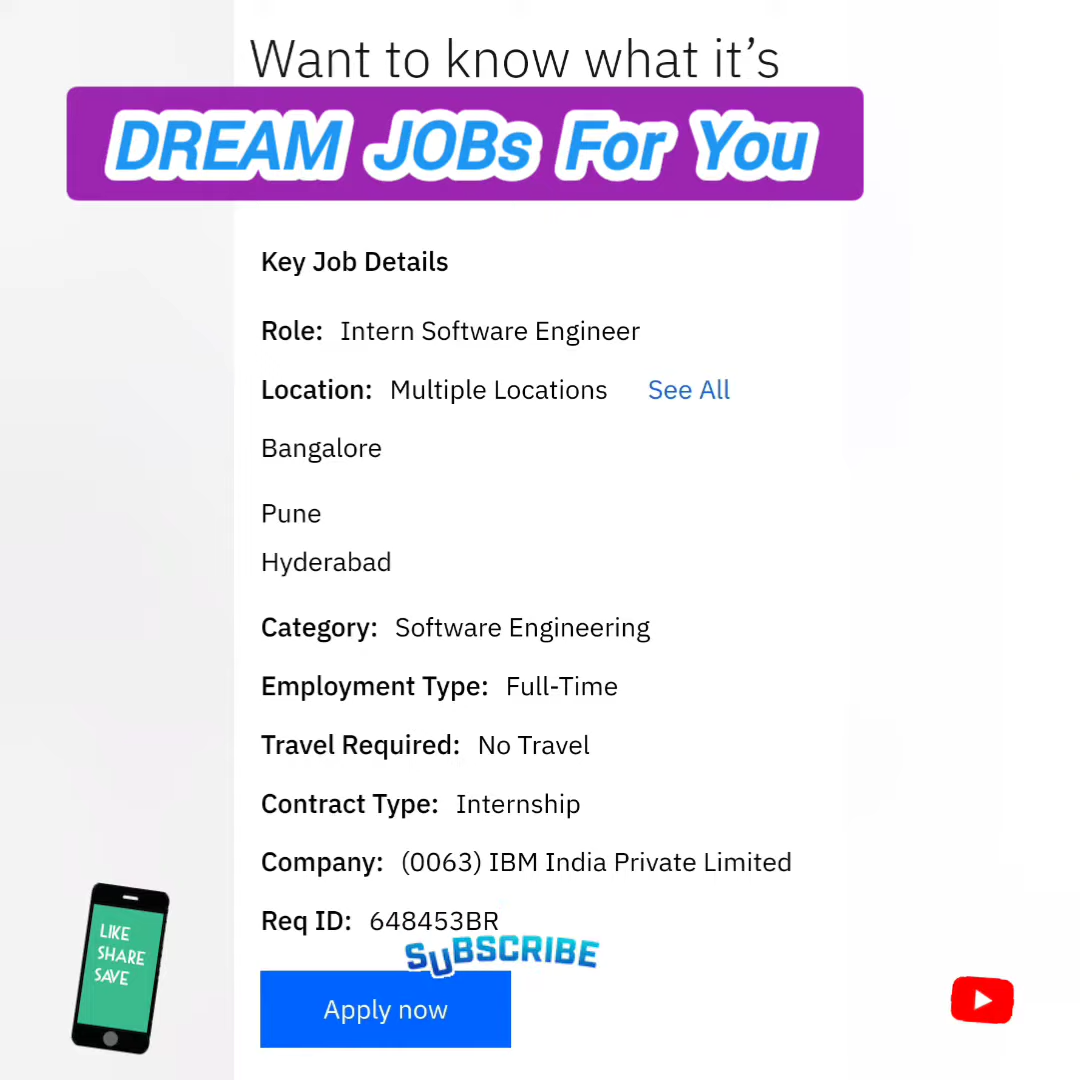 Want to know what it’s
DREAM JOBs For You
Key Job Details
Role: Intern Software Engineer
Location: Multiple Locations See All
Bangalore
Pune
Hyderabad
Category: Software Engineering
Employment Type: Full-Time
Travel Required: No Travel
Contract Type: Internship
Company: (0063) IBM India Private Limited
Req ID: 648453BR
SUBSCRIBE
LIKE
SHARE
SAVE
Apply now